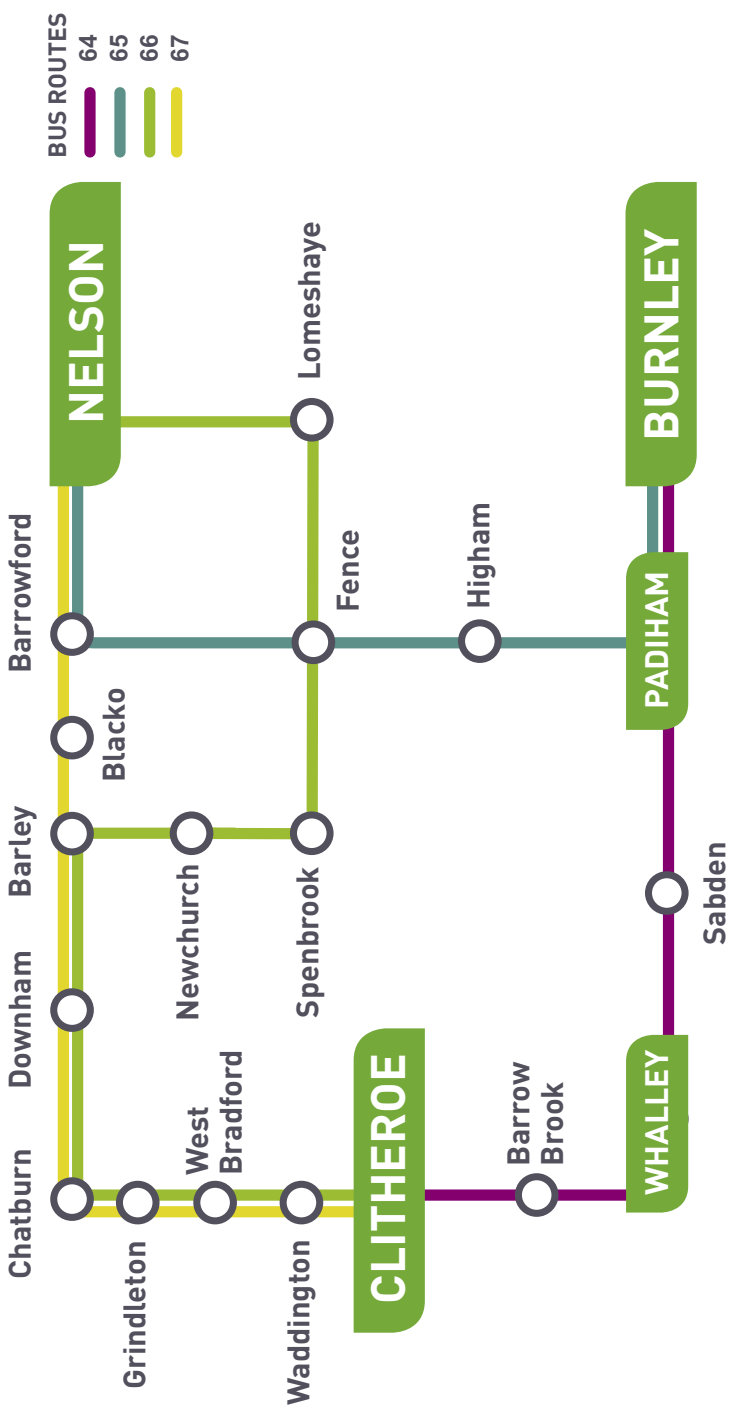 Chatburn
Downham
Barley
Barrowford
NELSON
BUS ROUTES
64
65
66
67
Blacko
Grindleton
West
Bradford
Newchurch
Waddington
Spenbrook
Fence
Lomeshaye
CLITHEROE
Higham
Barrow
Brook
WHALLEY
Sabden
PADIHAM
BURNLEY